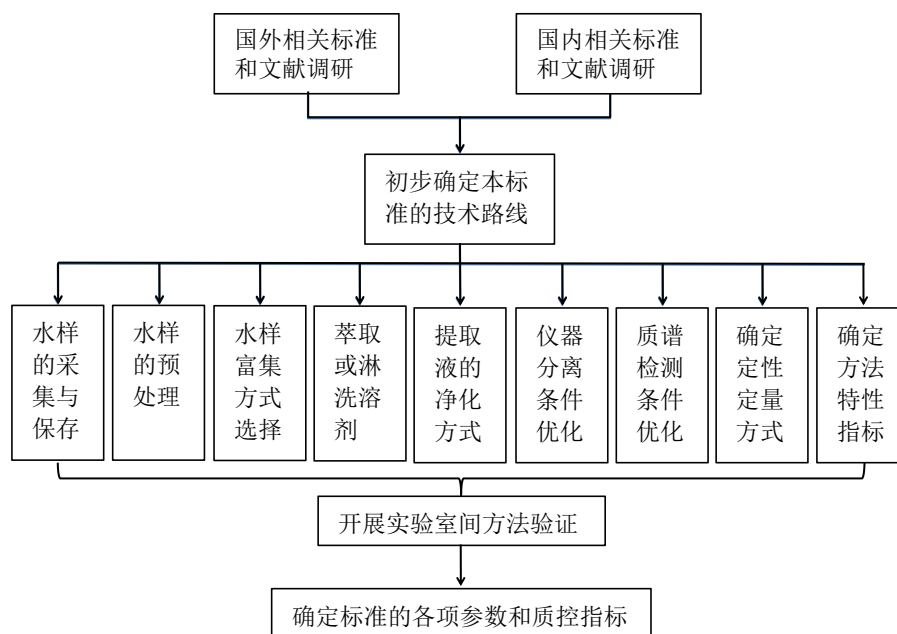 国外相关标准
和文献调研
国内相关标准
和文献调研
初步确定本标
准的技术路线
水样
的采
集与
保存
水样
的预
处理
水样
富集
方式
选择
萃取
或淋
洗溶
剂
提取
液的
净化
方式
仪器
分离
条件
优化
质谱
检测
条件
优化
确定
定性
定量
方式
确定
方法
特性
指标
开展实验室间方法验证
确定标准的各项参数和质控指标